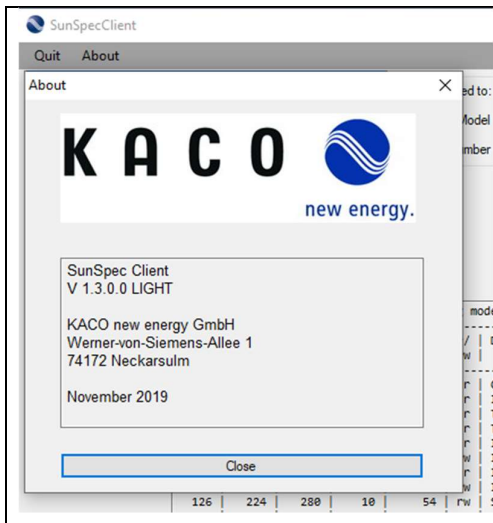 SunSpecClient
Quit About
About
ed to:
Model
mber
KACO
new energy.
SunSpec Client
V 1.3.0.0 LIGHT
KACO new energy GmbH
Werner-von-Siemens-Allee 1
74172 Neckarsulm
November 2019
mode
/ |
w |
r |
r |
r |
r |
r |
w |
w |
Close
126 | 224 | 280 | 10 | 54 | rw | S